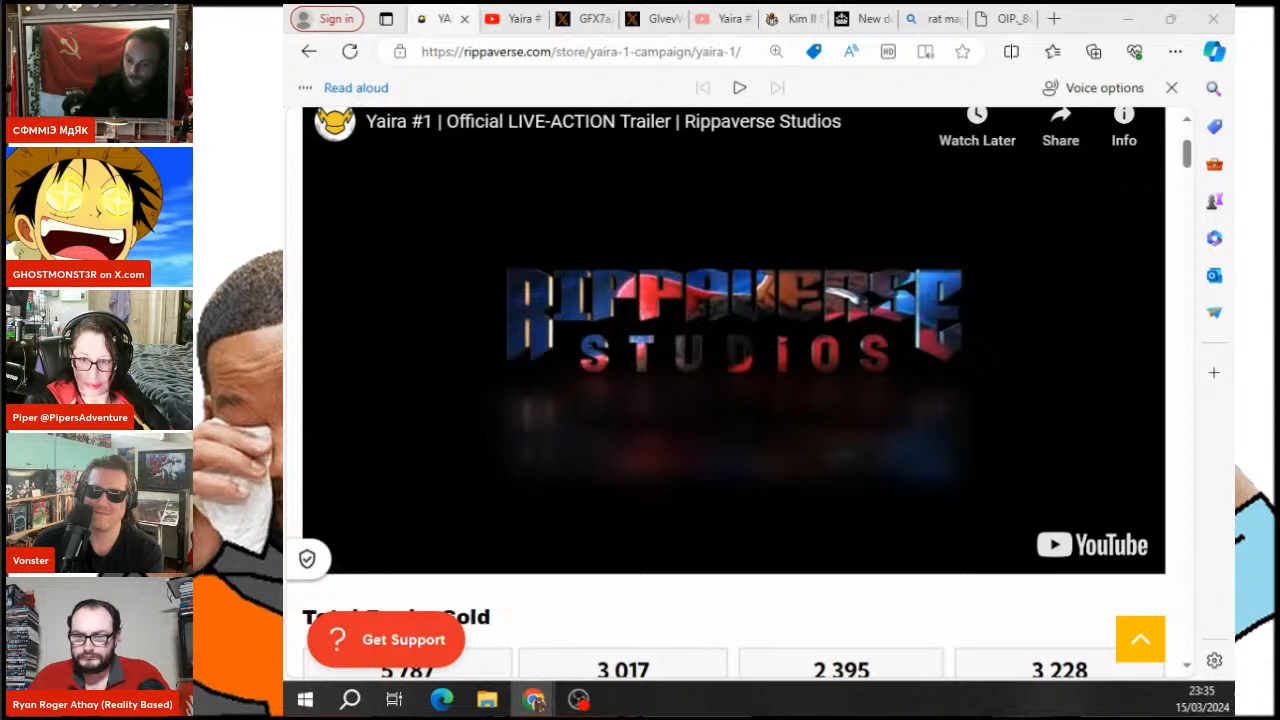 Sign in
YA
Yaira #
GFX7a
GlvevV
Yaira #
Kim Il S
New d
rat ma
OIP_8
https://rippaverse.com/store/yaira-1-campaign/yaira-1/
Read aloud
Voice options
Yaira #1 | Official LIVE-ACTION Trailer | Rippaverse Studios
Watch Later
Share
Info
RIPPAVERSE
STUDIOS
YouTube
Get Support
5 787
3 017
2 395
3 228
23:35
15/03/2024
CФMMIЭ MдЯK
GHOSTMONST3R on X.com
Piper @PipersAdventure
Vonster
Ryan Roger Athay (Reality Based)